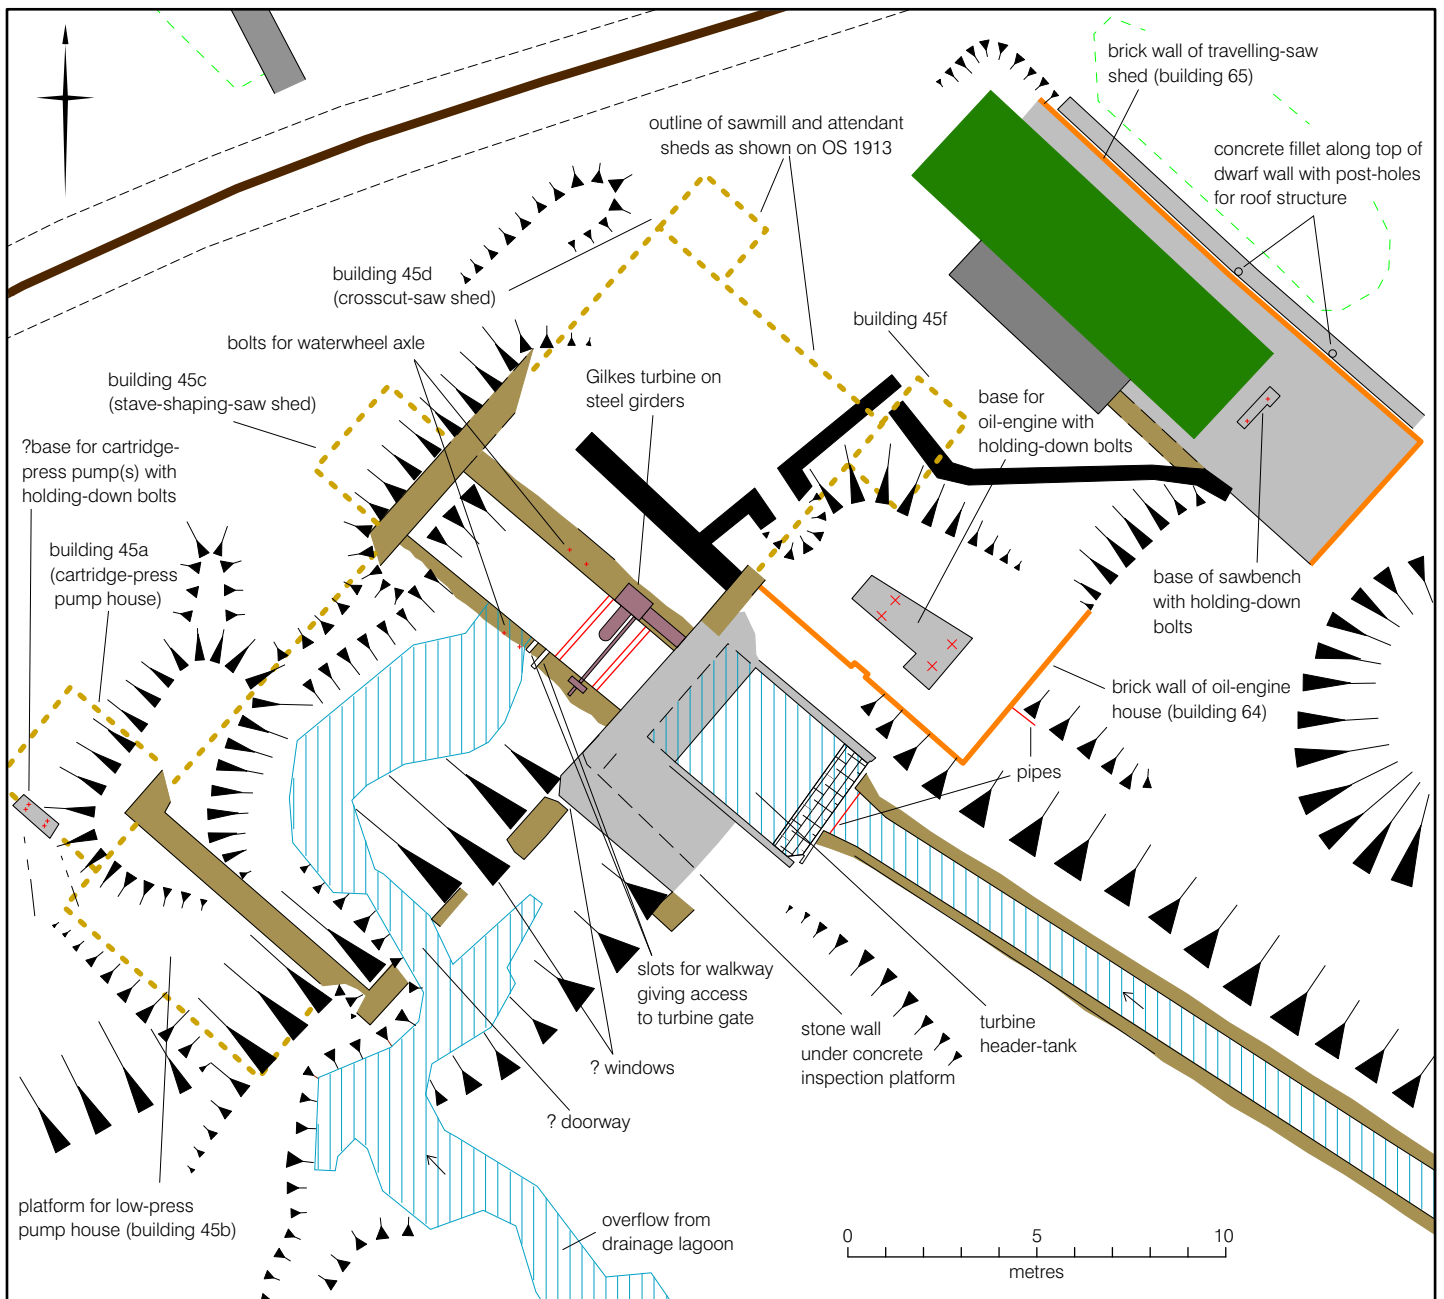 brick wall of travelling-saw
shed (building 65)
outline of sawmill and attendant
sheds as shown on OS 1913
concrete fillet along top of
dwarf wall with post-holes
for roof structure
building 45d
(crosscut-saw shed)
building 45f
bolts for waterwheel axle
building 45c
(stave-shaping-saw shed)
Gilkes turbine on
steel girders
base for
oil-engine with
holding-down bolts
?base for cartridge-
press pump(s) with
holding-down bolts
building 45a
(cartridge-press
pump house)
base of sawbench
with holding-down
bolts
brick wall of oil-engine
house (building 64)
pipes
slots for walkway
giving access
to turbine gate
stone wall
under concrete
inspection platform
turbine
header-tank
? windows
? doorway
platform for low-press
pump house (building 45b)
overflow from
drainage lagoon
0 5 10
metres